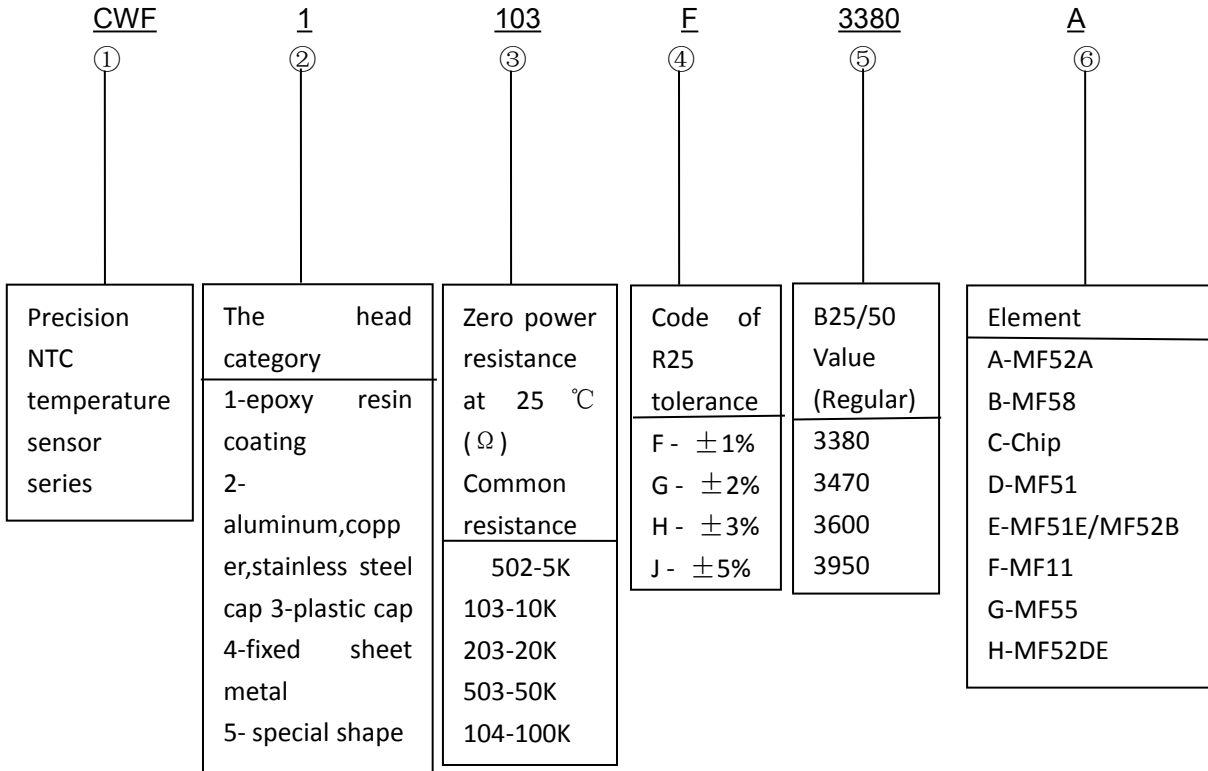 CWF 1 103 F 3380 A
① ② ③ ④ ⑤ ⑥
Precision
NTC
temperature
sensor
series
The head
category
1-epoxy resin
coating
2-
aluminum,copp
er,stainless steel
cap 3-plastic cap
4-fixed sheet
metal
5- special shape
Zero power
resistance
at 25 ℃
(Ω)
Common
resistance
502-5K
103-10K
203-20K
503-50K
104-100K
Code of
R25
tolerance
F - ±1%
G - ±2%
H - ±3%
J - ±5%
B25/50
Value
(Regular)
3380
3470
3600
3950
Element
A-MF52A
B-MF58
C-Chip
D-MF51
E-MF51E/MF52B
F-MF11
G-MF55
H-MF52DE